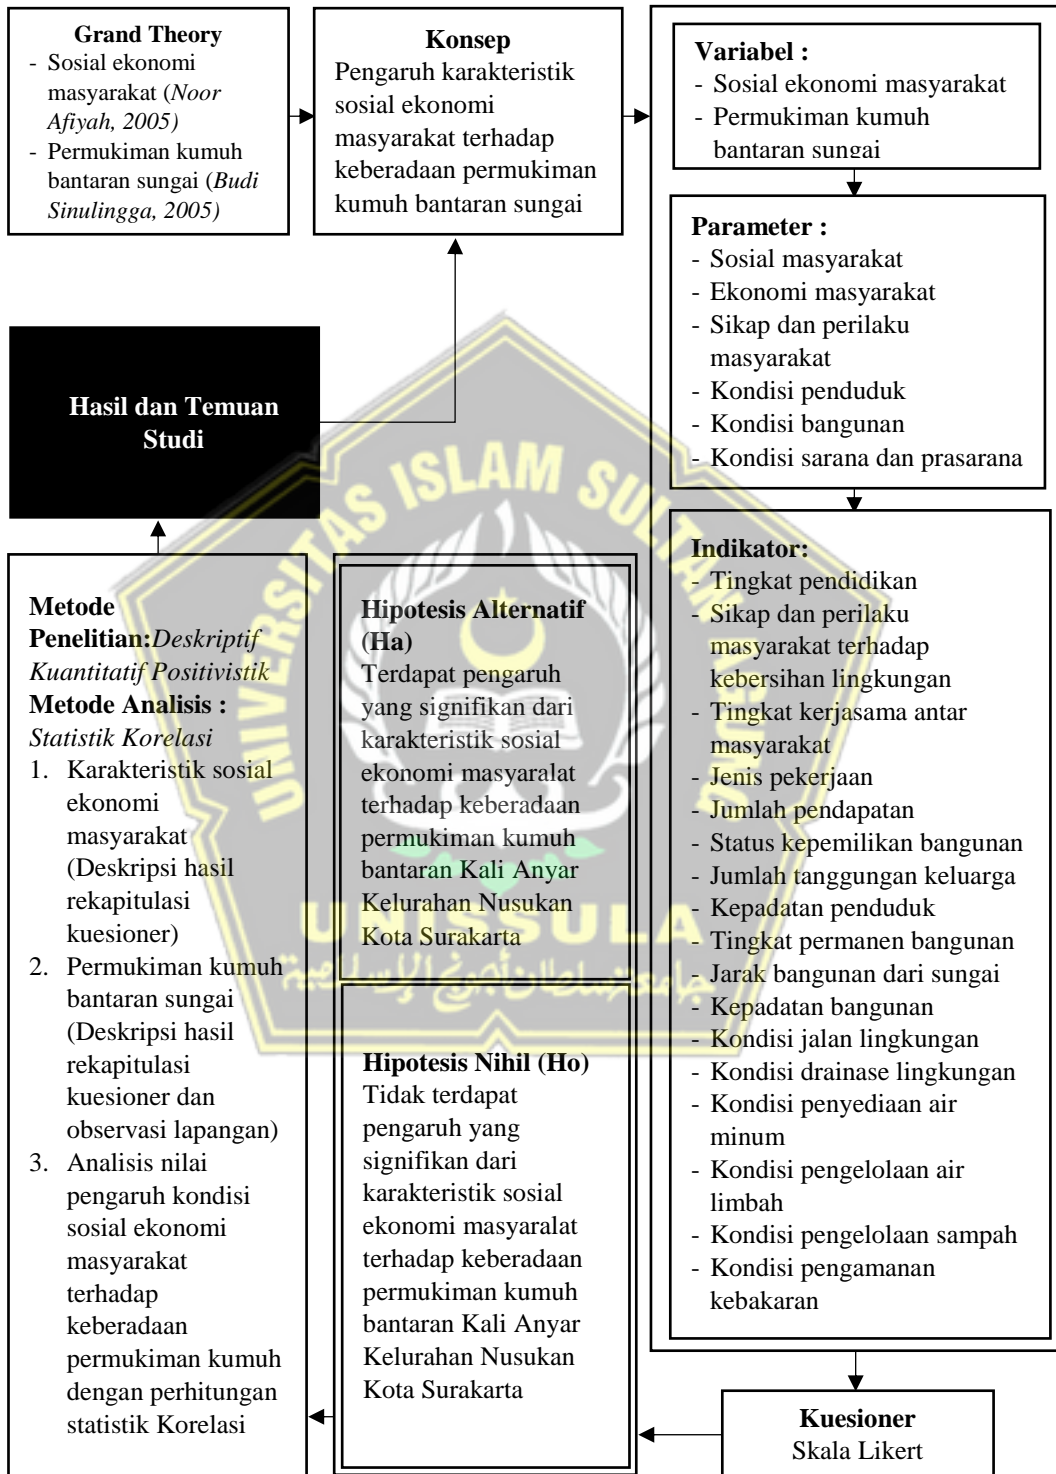 Grand Theory
- Sosial ekonomi
masyarakat (Noor
Afiyah, 2005)
- Permukiman kumuh
bantaran sungai (Budi
Sinulingga, 2005)
Konsep
Pengaruh karakteristik
sosial ekonomi
masyarakat terhadap
keberadaan permukiman
kumuh bantaran sungai
Variabel :
- Sosial ekonomi masyarakat
- Permukiman kumuh
bantaran sungai
Parameter :
- Sosial masyarakat
- Ekonomi masyarakat
- Sikap dan perilaku
masyarakat
- Kondisi penduduk
- Kondisi bangunan
- Kondisi sarana dan prasarana
Hasil dan Temuan
Studi
Indikator:
- Tingkat pendidikan
- Sikap dan perilaku
masyarakat terhadap
kebersihan lingkungan
- Tingkat kerjasama antar
masyarakat
- Jenis pekerjaan
- Jumlah pendapatan
- Status kepemilikan bangunan
- Jumlah tanggungan keluarga
- Kepadatan penduduk
- Tingkat permanen bangunan
- Jarak bangunan dari sungai
- Kepadatan bangunan
- Kondisi jalan lingkungan
- Kondisi drainase lingkungan
- Kondisi penyediaan air
minum
- Kondisi pengelolaan air
limbah
- Kondisi pengelolaan sampah
- Kondisi pengamanan
kebakaran
Kuesioner
Skala Likert
Hipotesis Alternatif
(Ha)
Terdapat pengaruh
yang signifikan dari
karakteristik sosial
ekonomi masyaralat
terhadap keberadaan
permukiman kumuh
bantaran Kali Anyar
Kelurahan Nusukan
Kota Surakarta
Hipotesis Nihil (Ho)
Tidak terdapat
pengaruh yang
signifikan dari
karakteristik sosial
ekonomi masyaralat
terhadap keberadaan
permukiman kumuh
bantaran Kali Anyar
Kelurahan Nusukan
Kota Surakarta
Metode
Penelitian:Deskriptif
Kuantitatif Positivistik
Metode Analisis :
Statistik Korelasi
1. Karakteristik sosial
ekonomi
masyarakat
(Deskripsi hasil
rekapitulasi
kuesioner)
2. Permukiman kumuh
bantaran sungai
(Deskripsi hasil
rekapitulasi
kuesioner dan
observasi lapangan)
3. Analisis nilai
pengaruh kondisi
sosial ekonomi
masyarakat
terhadap
keberadaan
permukiman kumuh
dengan perhitungan
statistik Korelasi
UNIVERSITAS ISLAM SULTAN AGUNG
UNISSULA
جامعة سلطان أجونج الإسلامية